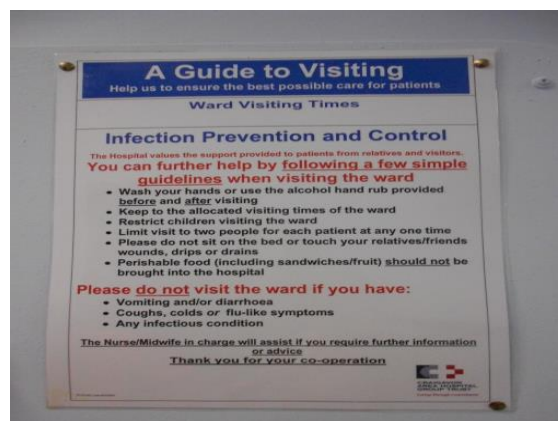 A Guide to Visiting
Help us to ensure the best possible care for patients
Ward Visiting Times
Infection Prevention and Control
The Hospital values the support provided to patients from relatives and visitors.
You can further help by following a few simple
guidelines when visiting the ward
• Wash your hands or use the alcohol hand rub provided
before and after visiting
• Keep to the allocated visiting times of the ward
• Restrict children visiting the ward
• Limit visit to two people for each patient at any one time
• Please do not sit on the bed or touch your relatives/friends
wounds, drips or drains
• Perishable food (including sandwiches/fruit) should not be
brought into the hospital
Please do not visit the ward if you have:
• Vomiting and/or diarrhoea
• Coughs, colds or flu-like symptoms
• Any infectious condition
The Nurse/Midwife in charge will assist if you require further information
or advice
Thank you for your co-operation
CRAIGAVON
AREA HOSPITAL
GROUP TRUST